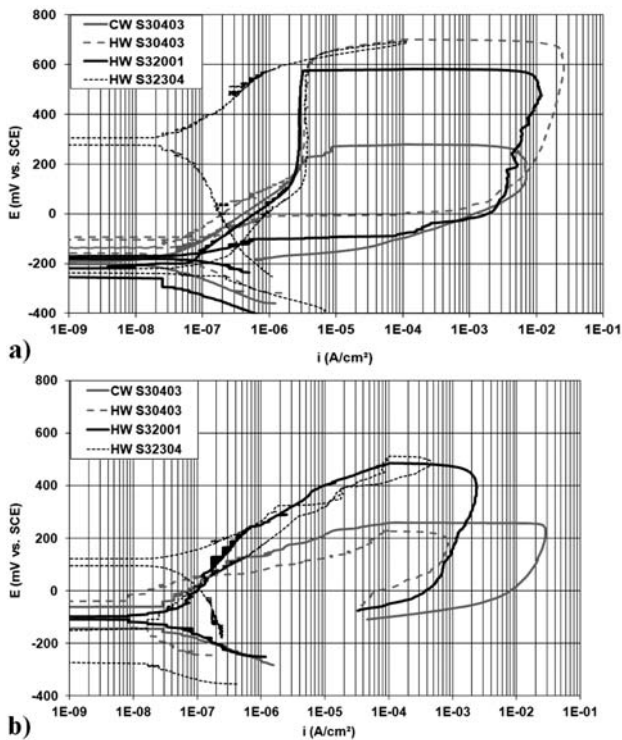 800
600
400
200
0
-200
-400
E (mV vs. SCE)
CW S30403
HW S30403
HW S32001
HW S32304
1E-09 1E-08 1E-07 1E-06 1E-05 1E-04 1E-03 1E-02 1E-01
i (A/cm²)
a)
800
600
400
200
0
-200
-400
E (mV vs. SCE)
CW S30403
HW S30403
HW S32001
HW S32304
1E-09 1E-08 1E-07 1E-06 1E-05 1E-04 1E-03 1E-02 1E-01
i (A/cm²)
b)